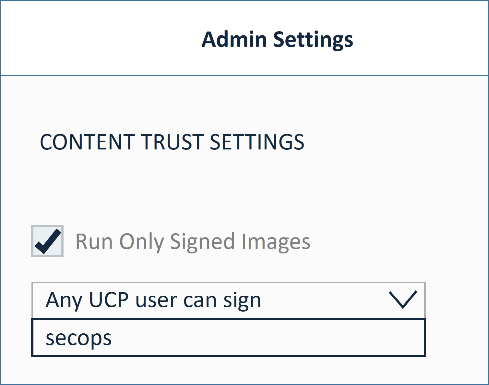 Admin Settings
CONTENT TRUST SETTINGS
Run Only Signed Images
Any UCP user can sign
secops